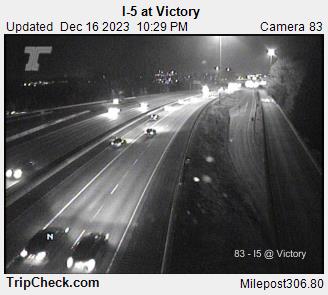 I-5 at Victory
Updated Dec 16 2023 10:29 PM Camera 83
T
N
83 - I5 @ Victory
TripCheck.com Milepost306.80